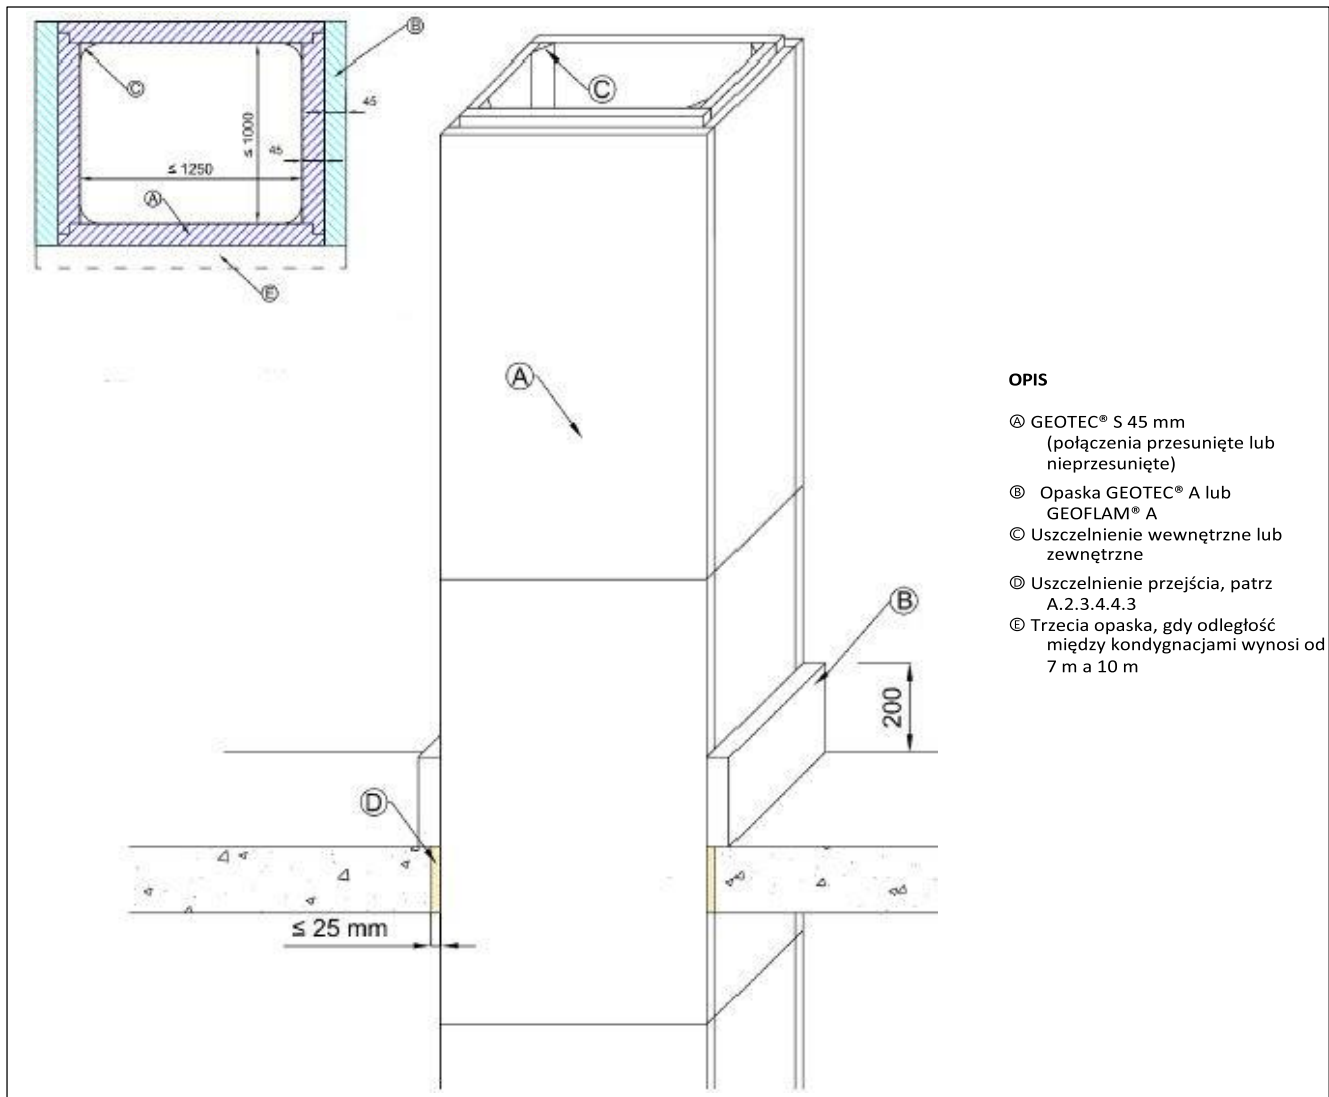 B
C
45
≤ 1000
45
≤ 1250
A
E
C
A
B
200
D
≤ 25 mm
OPIS
Ⓐ GEOTEC® S 45 mm
(połączenia przesunięte lub
nieprzesunięte)
Ⓑ Opaska GEOTEC® A lub
GEOFLAM® A
Ⓒ Uszczelnienie wewnętrzne lub
zewnętrzne
Ⓓ Uszczelnienie przejścia, patrz
A.2.3.4.4.3
Ⓔ Trzecia opaska, gdy odległość
między kondygnacjami wynosi od
7 m a 10 m